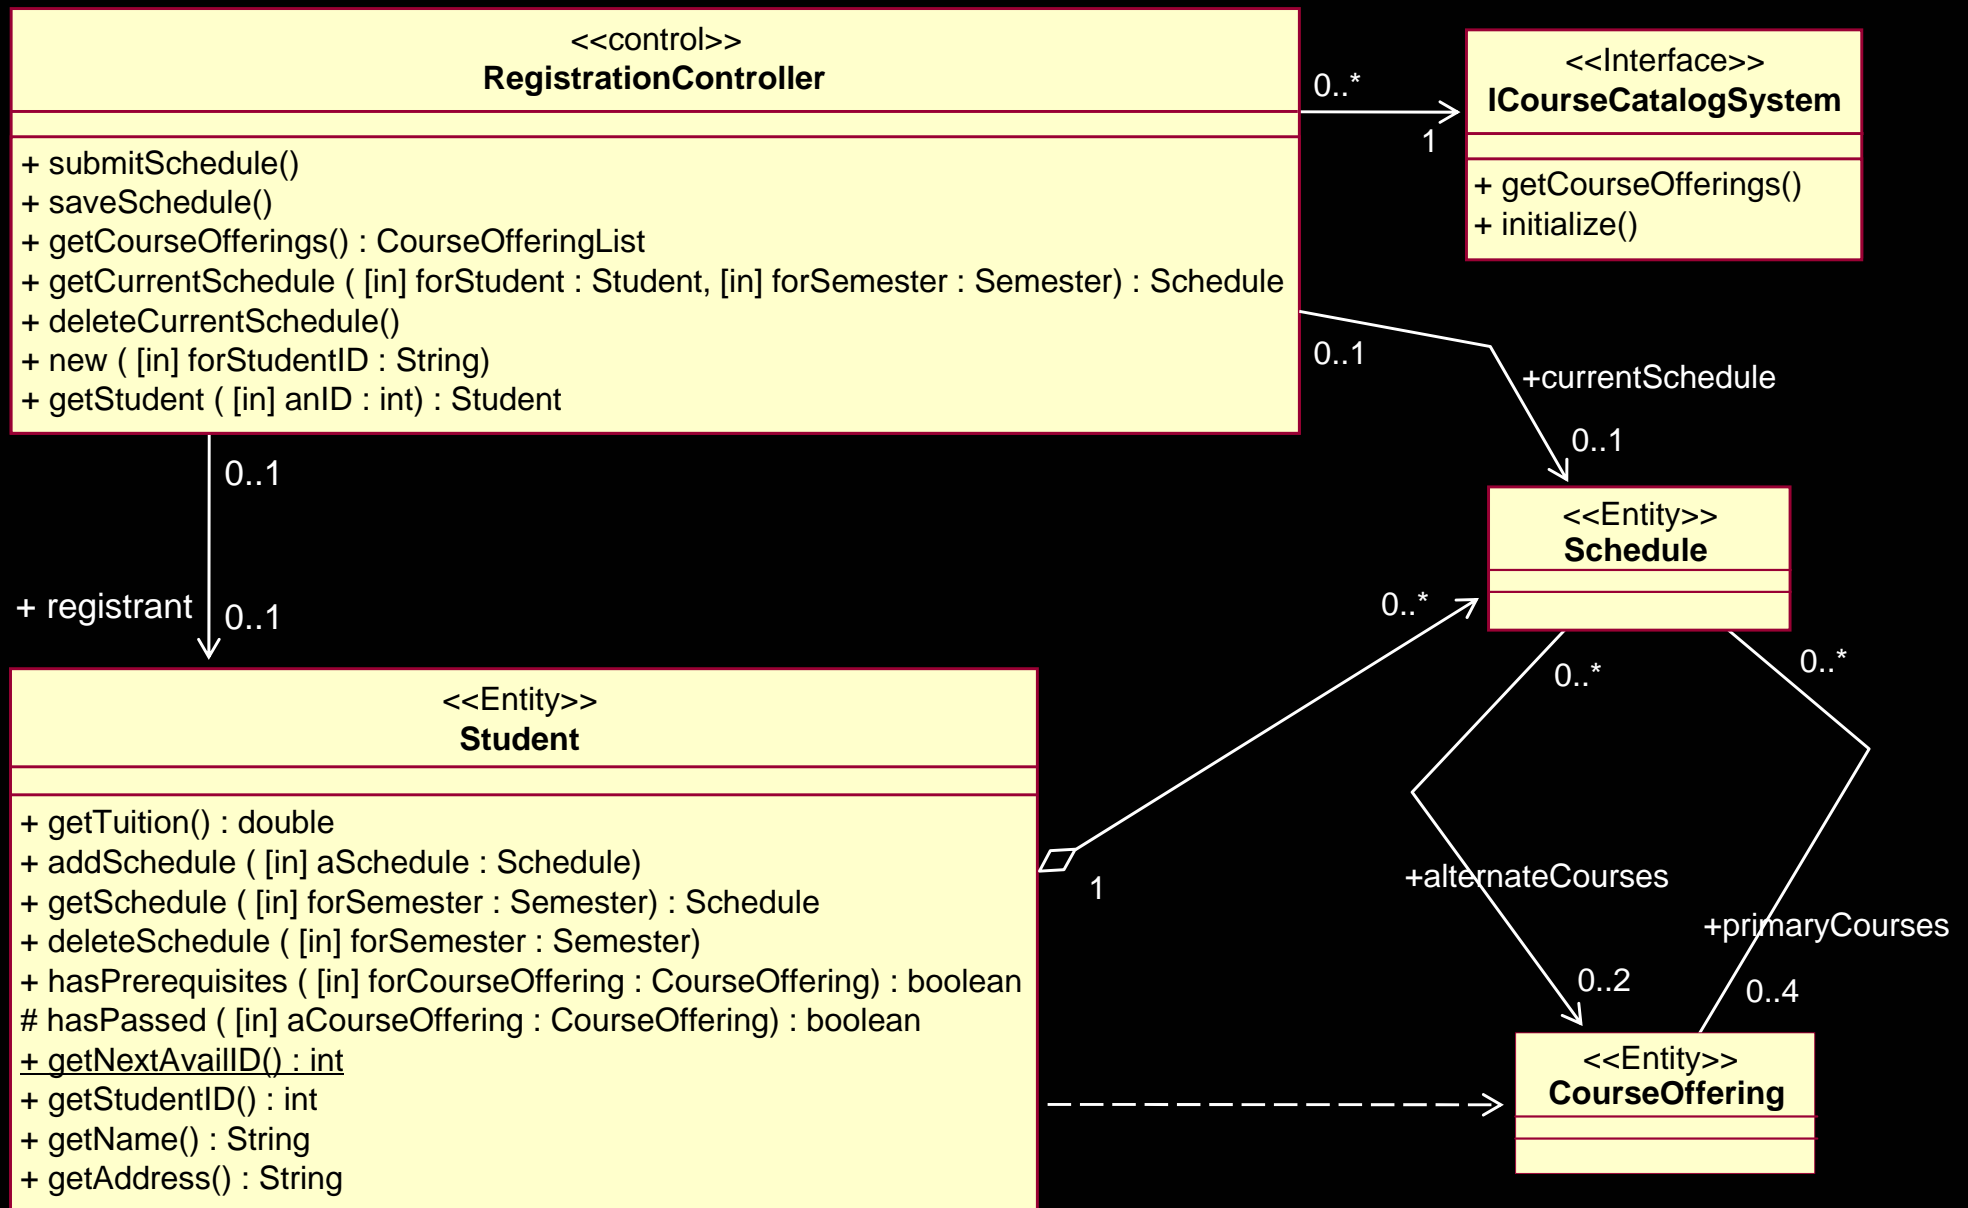 <<control>>
RegistrationController
+ submitSchedule()
+ saveSchedule()
+ getCourseOfferings() : CourseOfferingList
+ getCurrentSchedule ( [in] forStudent : Student, [in] forSemester : Semester) : Schedule
+ deleteCurrentSchedule()
+ new ( [in] forStudentID : String)
+ getStudent ( [in] anID : int) : Student
0..*
1
<<Interface>>
ICourseCatalogSystem
+ getCourseOfferings()
+ initialize()
0..1
+currentSchedule
0..1
0..1
+ registrant
0..1
<<Entity>>
Schedule
0..*
0..*
0..*
<<Entity>>
Student
+ getTuition() : double
+ addSchedule ( [in] aSchedule : Schedule)
+ getSchedule ( [in] forSemester : Semester) : Schedule
+ deleteSchedule ( [in] forSemester : Semester)
+ hasPrerequisites ( [in] forCourseOffering : CourseOffering) : boolean
# hasPassed ( [in] aCourseOffering : CourseOffering) : boolean
+ getNextAvailID() : int
+ getStudentID() : int
+ getName() : String
+ getAddress() : String
1
+alternateCourses
+primaryCourses
0..2
0..4
<<Entity>>
CourseOffering